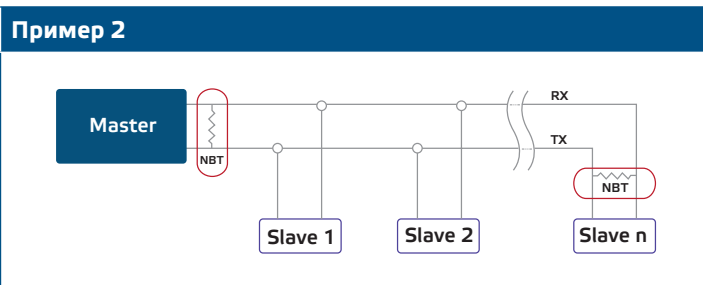 Пример 2
RX
Master
TX
NBT
NBT
Slave 1
Slave 2
Slave n